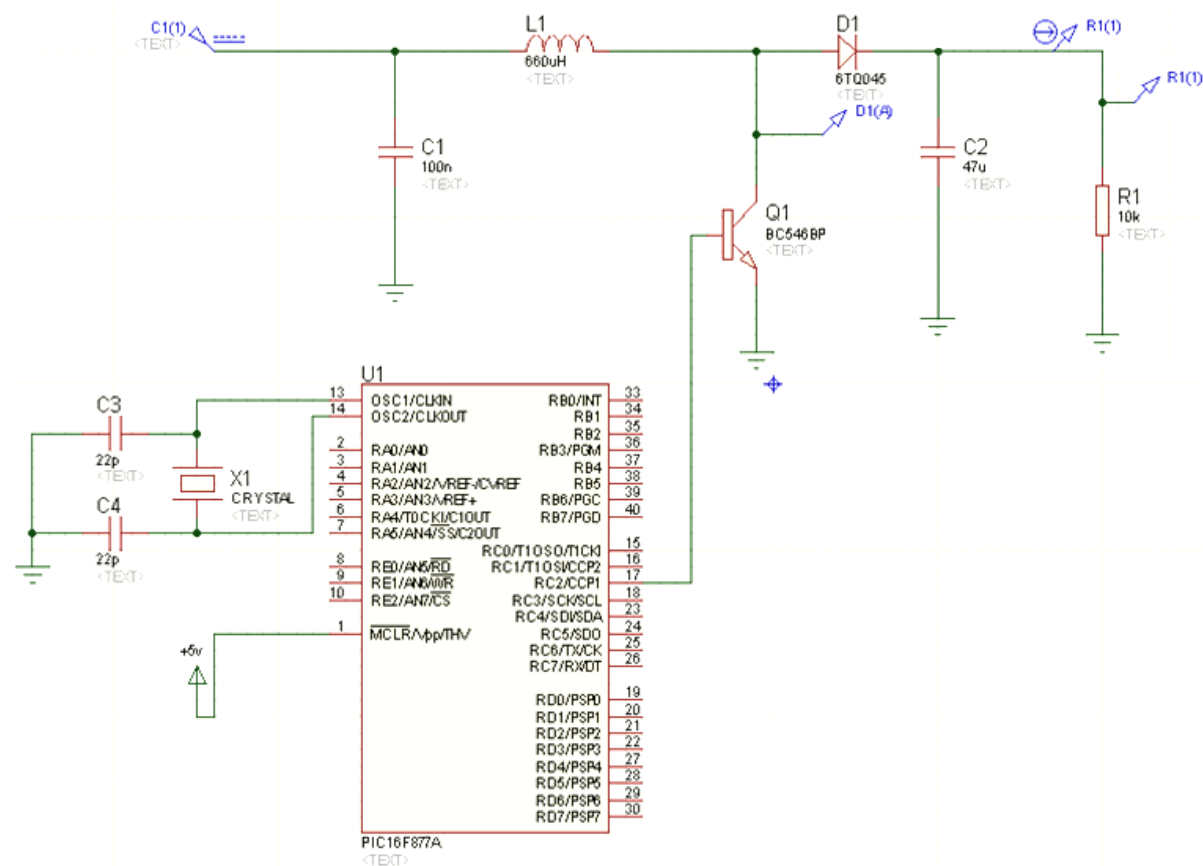 C1(1)
<TEXT>
L1
660uH
<TEXT>
D1
6TQ045
<TEXT>
R1(1)
R1(1)
D1(A)
C1
100n
<TEXT>
C2
47u
<TEXT>
R1
10k
<TEXT>
Q1
BC546BP
<TEXT>
U1
C3
22p
<TEXT>
X1
CRYSTAL
<TEXT>
C4
22p
<TEXT>
+5v
13 OSC1/CLKIN
14 OSC2/CLKOUT
2 RA0/AN0
3 RA1/AN1
4 RA2/AN2/VREF-/CVREF
5 RA3/AN3/VREF+
6 RA4/T0CKI/C1OUT
7 RA5/AN4/SS/C2OUT
8 RE0/AN5/RD
9 RE1/AN6/WR
10 RE2/AN7/CS
1 MCLR/Vpp/THV
RB0/INT 33
RB1 34
RB2 35
RB3/PGM 36
RB4 37
RB5 38
RB6/PGC 39
RB7/PGD 40
RC0/T1OSO/T1CKI 15
RC1/T1OSI/CCP2 16
RC2/CCP1 17
RC3/SCK/SCL 18
RC4/SDI/SDA 23
RC5/SDO 24
RC6/TX/CK 25
RC7/RX/DT 26
RD0/PSP0 19
RD1/PSP1 20
RD2/PSP2 21
RD3/PSP3 22
RD4/PSP4 27
RD5/PSP5 28
RD6/PSP6 29
RD7/PSP7 30
PIC16F877A
<TEXT>